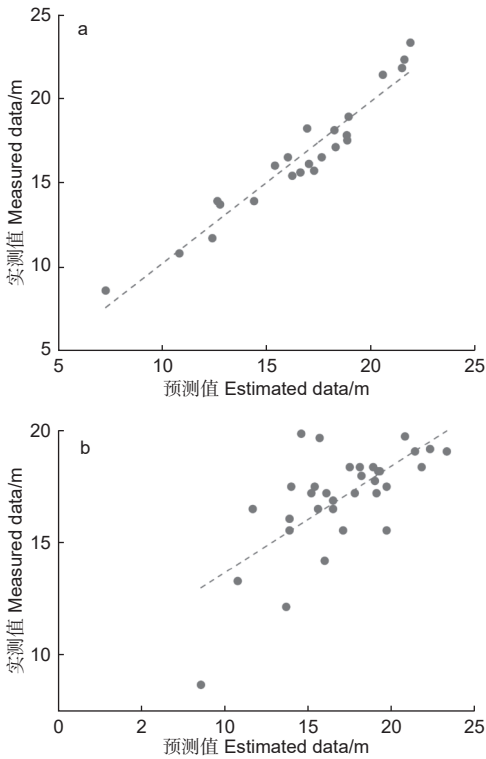 25
a
20
15
10
5
实测值 Measured data/m
5 10 15 20 25
预测值 Estimated data/m
20
b
15
10
实测值 Measured data/m
0 2 10 15 20 25
预测值 Estimated data/m